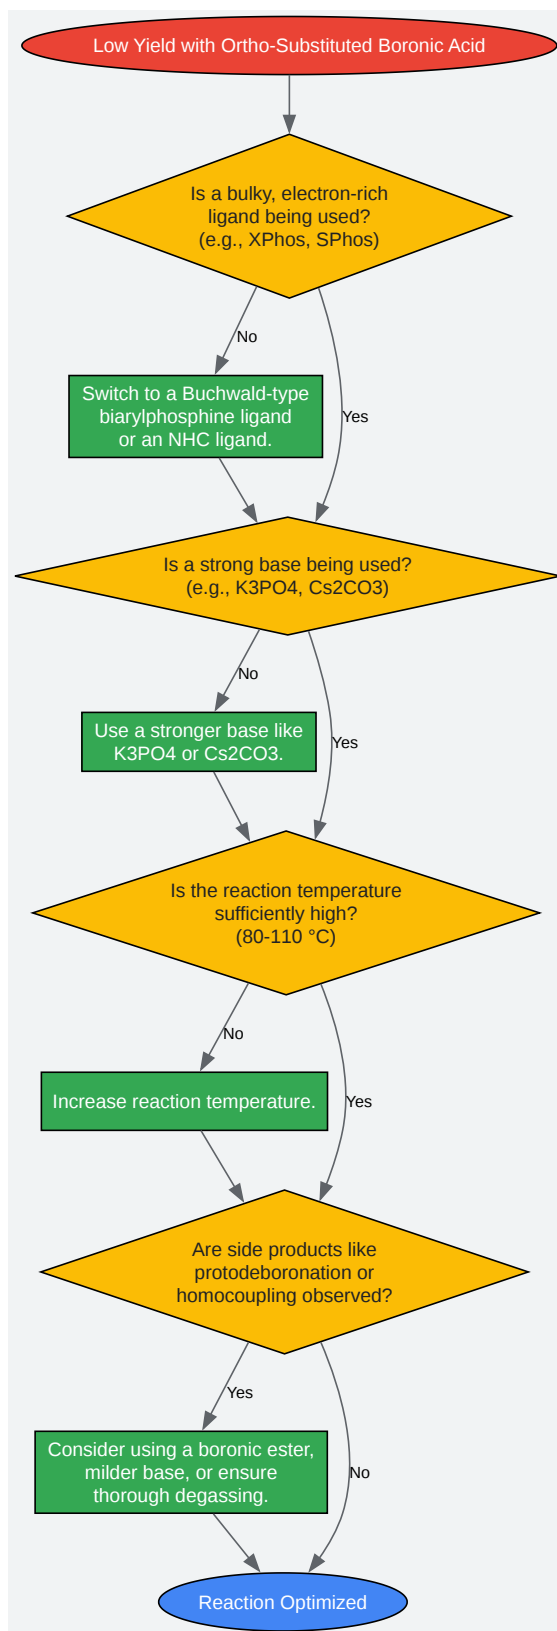 Low Yield with Ortho-Substituted Boronic Acid
Is a bulky, electron-rich
ligand being used?
(e.g., XPhos, SPhos)
No
Switch to a Buchwald-type
biarylphosphine ligand
or an NHC ligand.
Yes
Is a strong base being used?
(e.g., K3PO4, Cs2CO3)
No
Use a stronger base like
K3PO4 or Cs2CO3.
Yes
Is the reaction temperature
sufficiently high?
(80-110 °C)
No
Increase reaction temperature.
Yes
Are side products like
protodeboronation or
homocoupling observed?
Yes
Consider using a boronic ester,
milder base, or ensure
thorough degassing.
No
Reaction Optimized